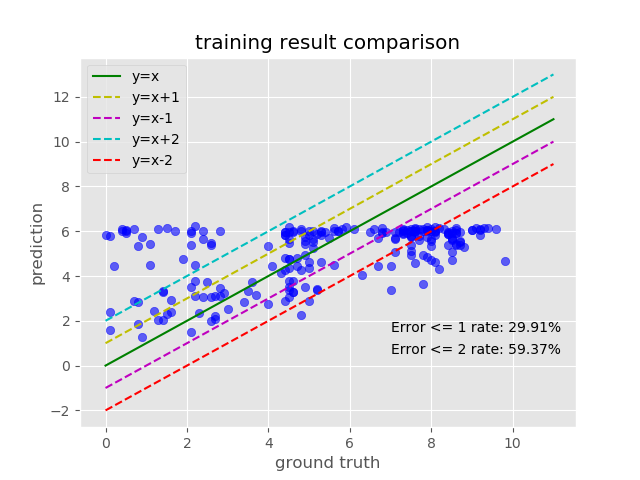 training result comparison
y=x
y=x+1
y=x-1
y=x+2
y=x-2
12
10
8
6
4
2
0
−2
prediction
Error <= 1 rate: 29.91%
Error <= 2 rate: 59.37%
0 2 4 6 8 10
ground truth